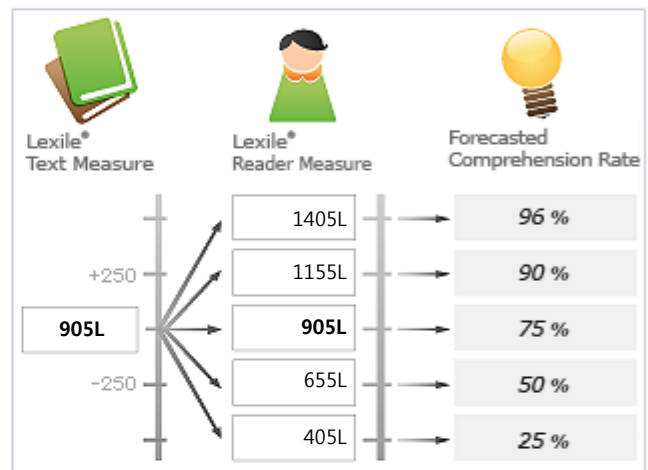 Lexile®
Text Measure
Lexile®
Reader Measure
Forecasted
Comprehension Rate
1405L
96 %
+250
1155L
90 %
905L
905L
75 %
-250
655L
50 %
405L
25 %